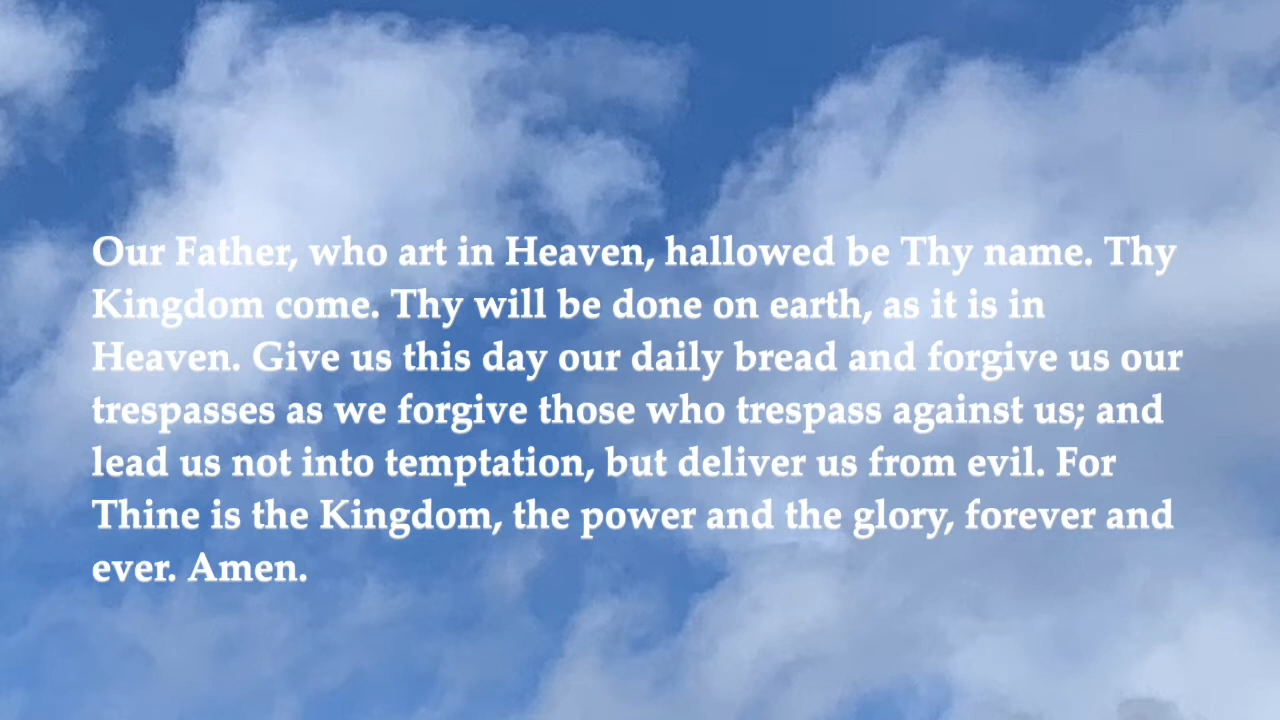 Our Father, who art in Heaven, hallowed be Thy name. Thy
Kingdom come. Thy will be done on earth, as it is in
Heaven. Give us this day our daily bread and forgive us our
trespasses as we forgive those who trespass against us; and
lead us not into temptation, but deliver us from evil. For
Thine is the Kingdom, the power and the glory, forever and
ever. Amen.